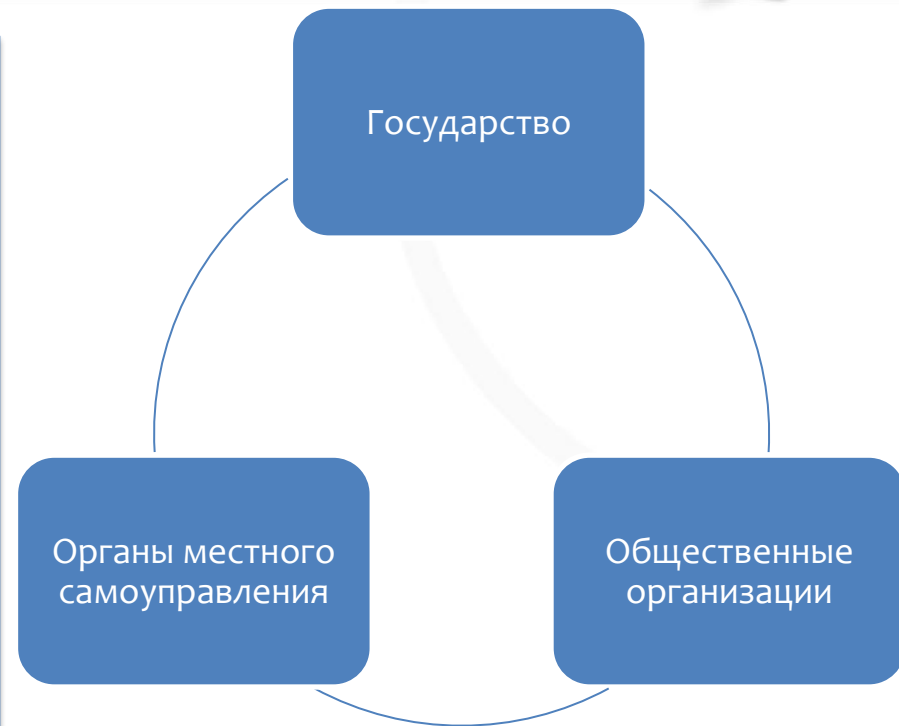 Государство
Органы местного
самоуправления
Общественные
организации